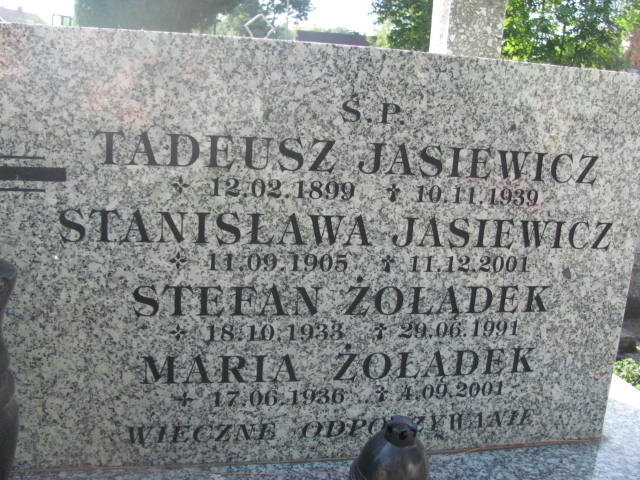 Ś.P.
TADEUSZ JASIEWICZ
12.02.1899 ✝ 10.11.1939
STANISŁAWA JASIEWICZ
11.09.1905 ✝ 11.12.2001
STEFAN ŻOŁĄDEK
18.10.1933 ✝ 29.06.1991
MARIA ŻOŁĄDEK
17.06.1936 ✝ 4.09.2001
WIECZNE ODPOCZYWANIE